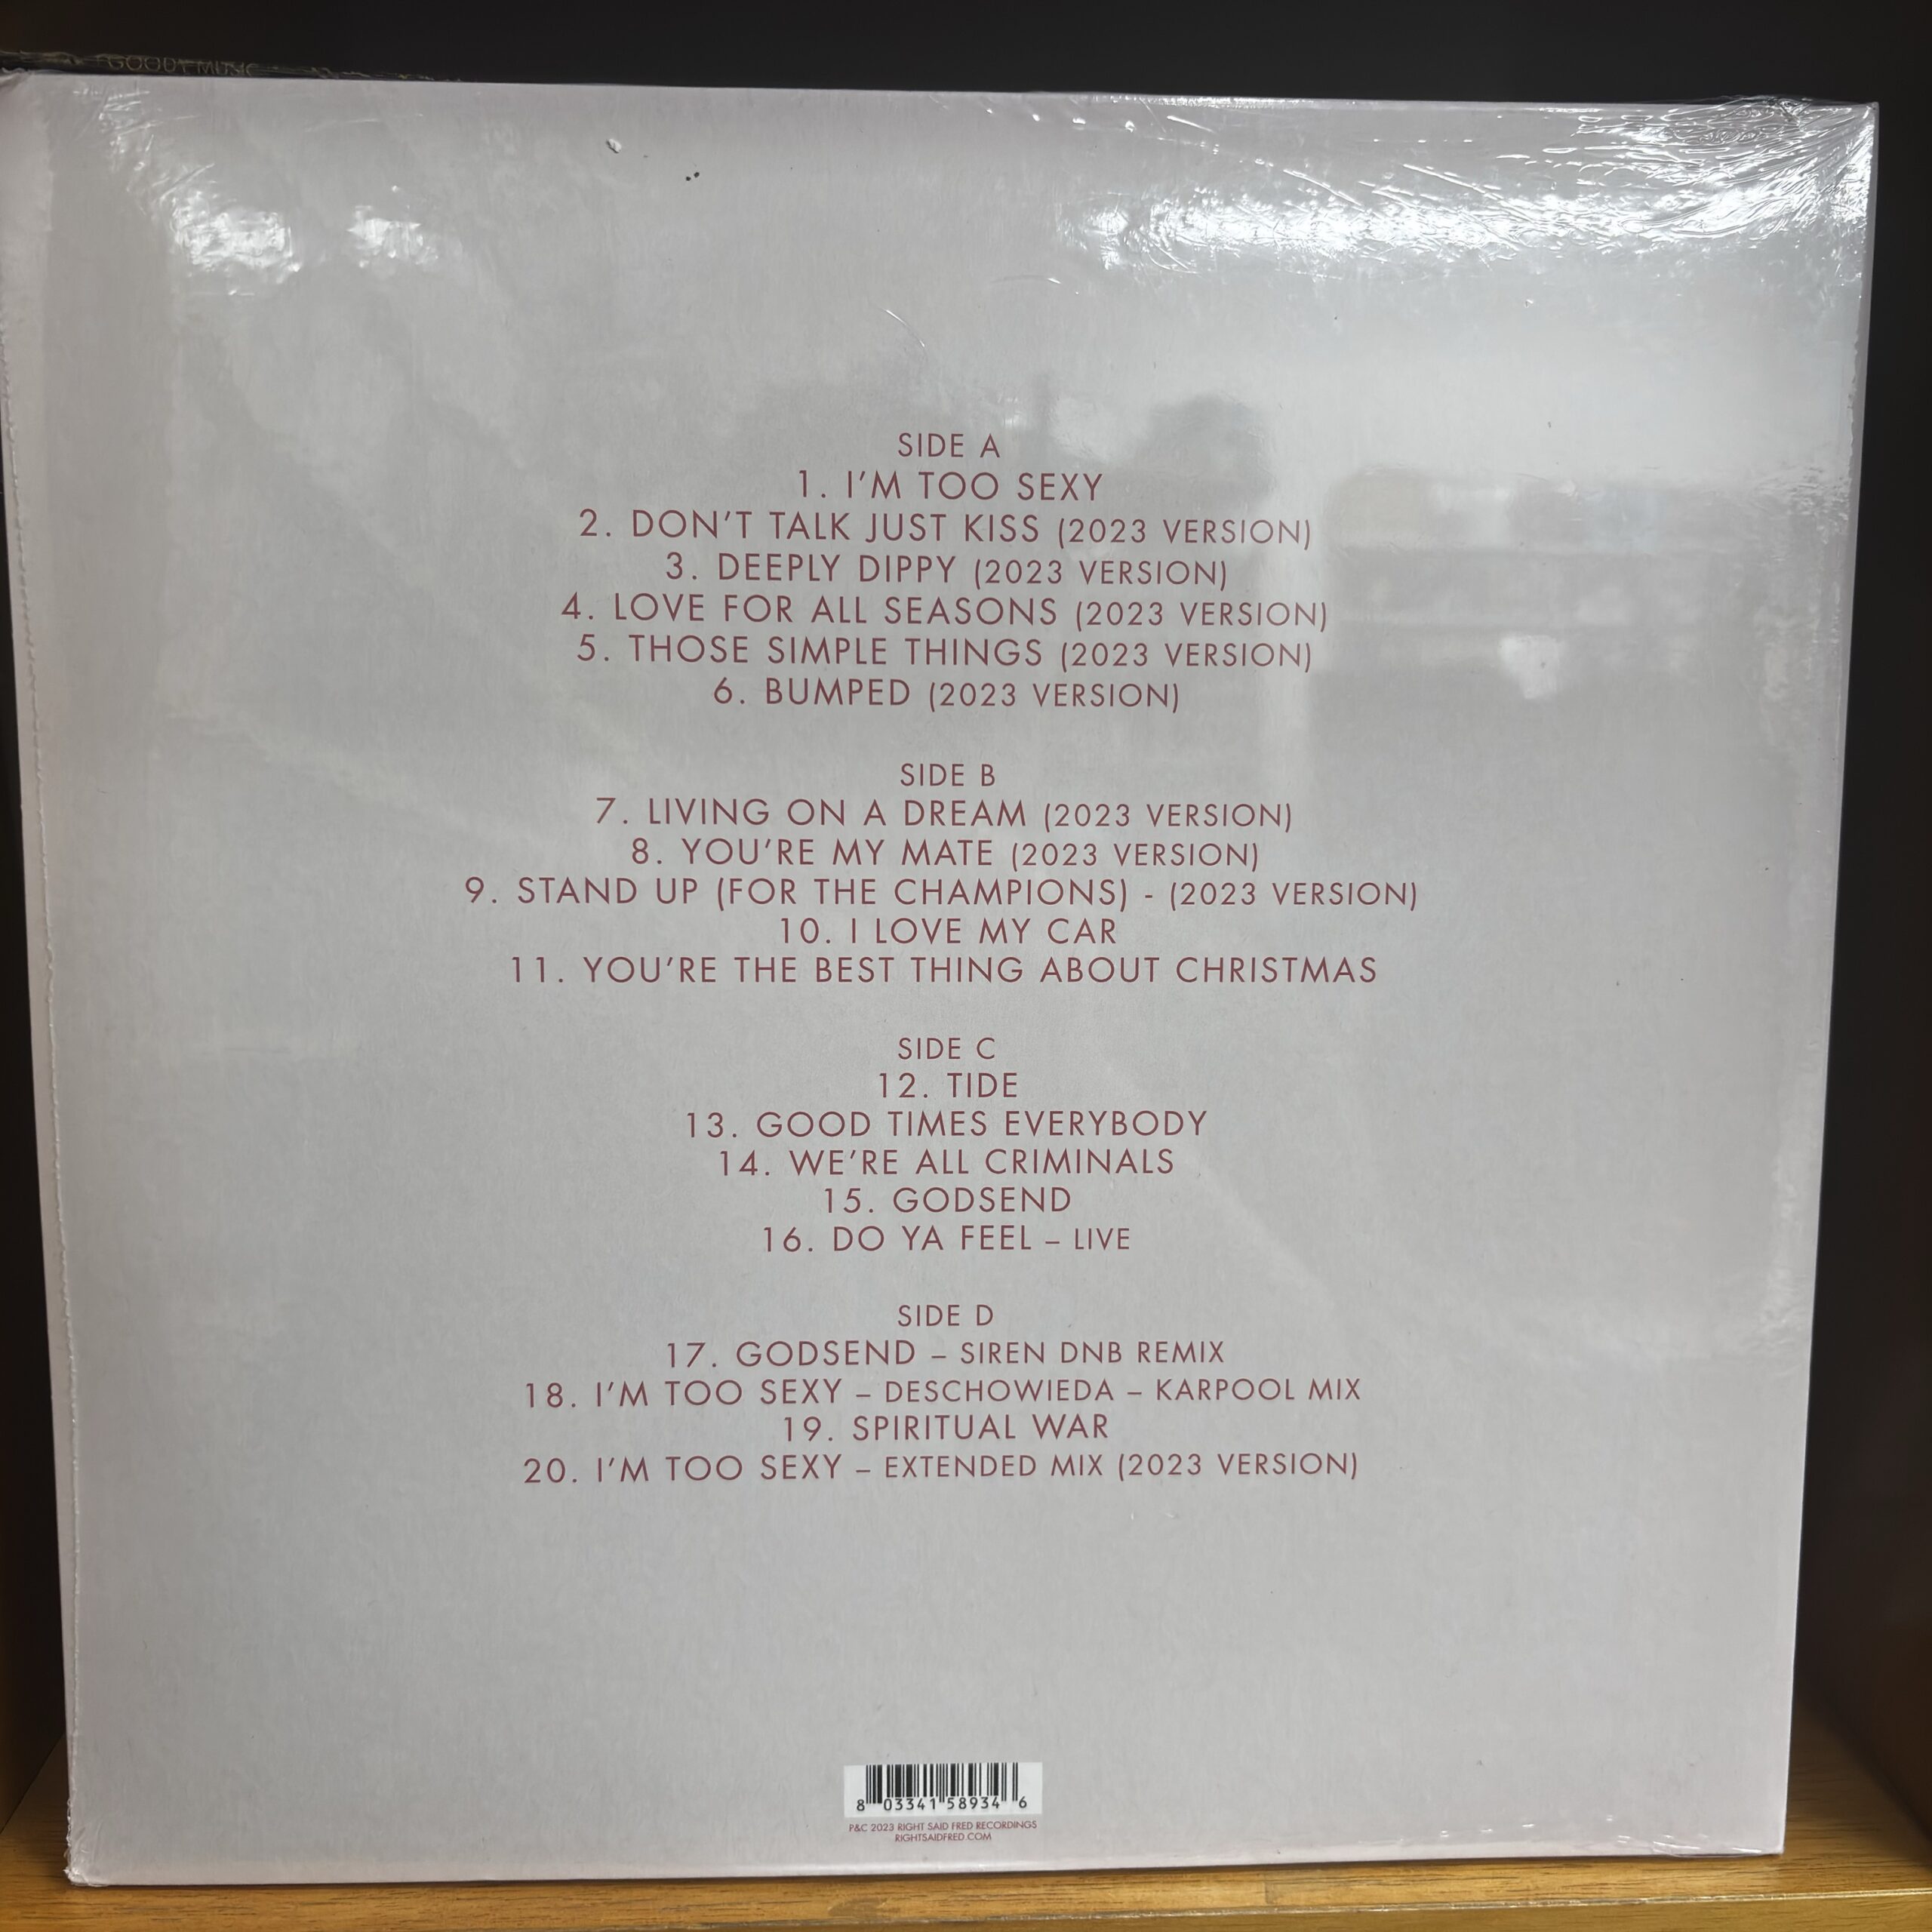 GOODY MUSIC
SIDE A
1. I’M TOO SEXY
2. DON’T TALK JUST KISS (2023 VERSION)
3. DEEPLY DIPPY (2023 VERSION)
4. LOVE FOR ALL SEASONS (2023 VERSION)
5. THOSE SIMPLE THINGS (2023 VERSION)
6. BUMPED (2023 VERSION)
SIDE B
7. LIVING ON A DREAM (2023 VERSION)
8. YOU’RE MY MATE (2023 VERSION)
9. STAND UP (FOR THE CHAMPIONS) - (2023 VERSION)
10. I LOVE MY CAR
11. YOU’RE THE BEST THING ABOUT CHRISTMAS
SIDE C
12. TIDE
13. GOOD TIMES EVERYBODY
14. WE’RE ALL CRIMINALS
15. GODSEND
16. DO YA FEEL – LIVE
SIDE D
17. GODSEND – SIREN DNB REMIX
18. I’M TOO SEXY – DESCHOWIEDA – KARPOOL MIX
19. SPIRITUAL WAR
20. I’M TOO SEXY – EXTENDED MIX (2023 VERSION)
8 03341 58934 6
P&C 2023 RIGHT SAID FRED RECORDINGS
RIGHTSAIDFRED.COM